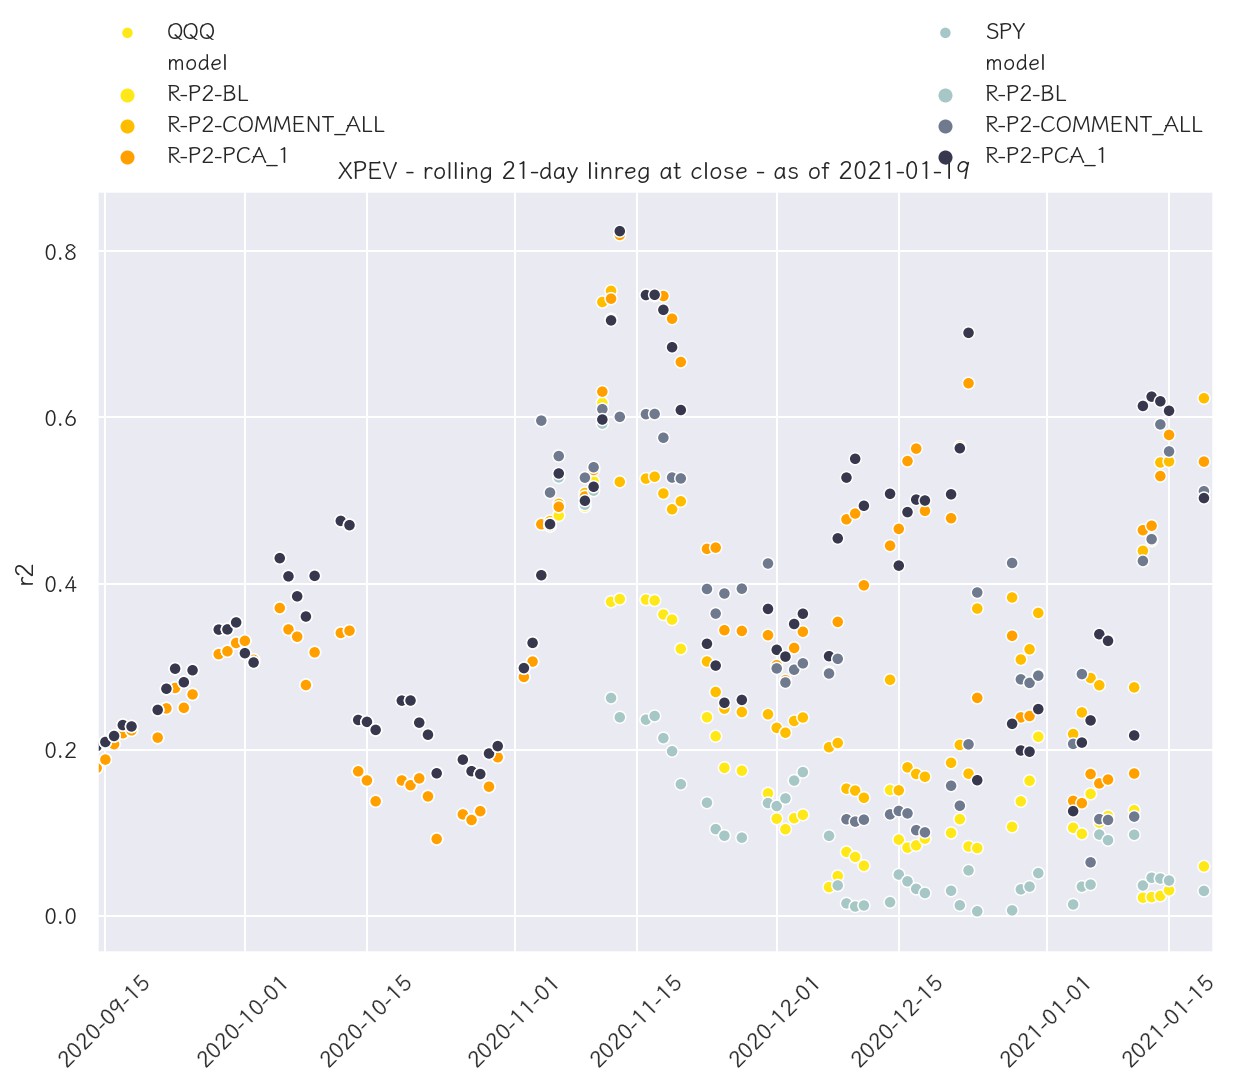 QQQ
model
R-P2-BL
R-P2-COMMENT_ALL
R-P2-PCA_1
SPY
model
R-P2-BL
R-P2-COMMENT_ALL
R-P2-PCA_1
XPEV - rolling 21-day linreg at close - as of 2021-01-19
r2
0.8
0.6
0.4
0.2
0.0
2020-09-15
2020-10-01
2020-10-15
2020-11-01
2020-11-15
2020-12-01
2020-12-15
2021-01-01
2021-01-15